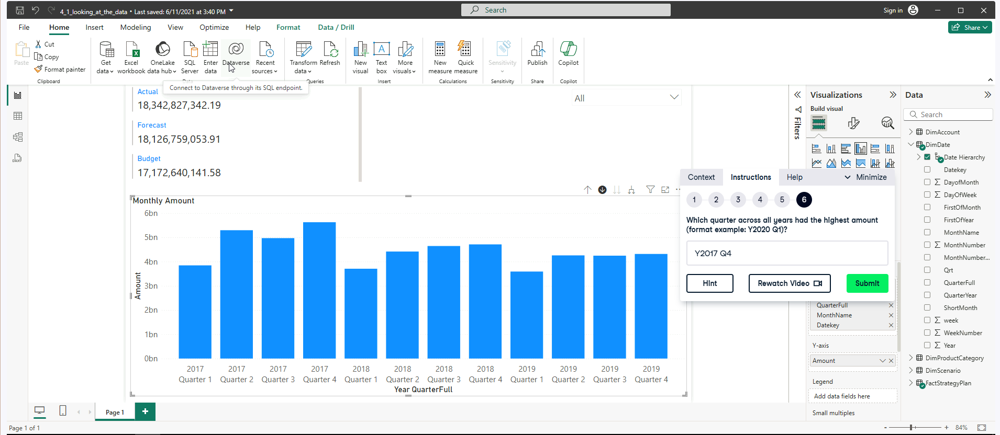 4_1_looking_at_the_data • Last saved: 6/11/2021 at 3:40 PM
Search
Sign in
File Home Insert Modeling View Optimize Help Format Data / Drill
Share
Paste
Cut
Copy
Format painter
Clipboard
Get data
Excel workbook
OneLake data hub
SQL Server
Enter data
Dataverse
Recent sources
Data
Transform data
Refresh
Queries
New visual
Text box
More visuals
Insert
New measure
Quick measure
Calculations
Sensitivity
Sensitivity
Publish
Share
Copilot
Copilot
Connect to Dataverse through its SQL endpoint.
Actual
18,342,827,342.19
Forecast
18,126,759,053.91
Budget
17,172,640,141.58
All
Monthly Amount
6bn
5bn
4bn
3bn
2bn
1bn
0bn
Amount
2017 Quarter 1
2017 Quarter 2
2017 Quarter 3
2017 Quarter 4
2018 Quarter 1
2018 Quarter 2
2018 Quarter 3
2018 Quarter 4
2019 Quarter 1
2019 Quarter 2
2019 Quarter 3
2019 Quarter 4
Year QuarterFull
Filters
Visualizations
Build visual
Context Instructions Help Minimize
1 2 3 4 5 6
Which quarter across all years had the highest amount
(format example: Y2020 Q1)?
Y2017 Q4
Hint
Rewatch Video
Submit
QuarterFull
MonthName
Datekey
Y-axis
Amount
Legend
Add data fields here
Small multiples
Data
Search
DimAccount
DimDate
Date Hierarchy
Datekey
DayofMonth
DayOfWeek
FirstOfMonth
FirstOfYear
MonthName
MonthNumber
MonthNumber...
Qrt
QuarterFull
QuarterYear
ShortMonth
week
WeekNumber
Year
DimProductCategory
DimScenario
FactStrategyPlan
Page 1
Page 1 of 1
- + 84%